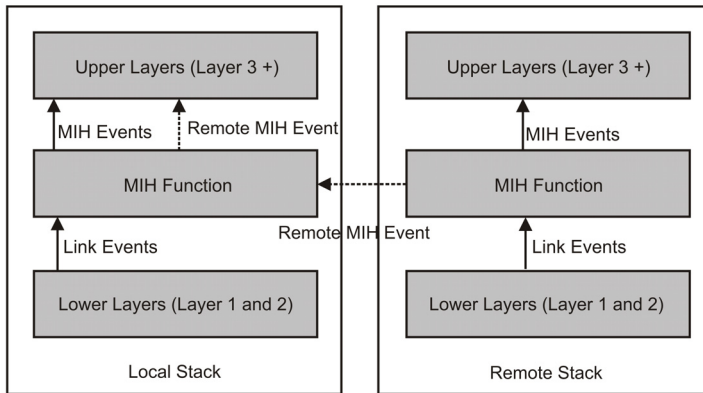 Upper Layers (Layer 3 +)
MIH Events
Remote MIH Event
MIH Function
Link Events
Lower Layers (Layer 1 and 2)
Local Stack
Remote MIH Event
Upper Layers (Layer 3 +)
MIH Events
MIH Function
Link Events
Lower Layers (Layer 1 and 2)
Remote Stack